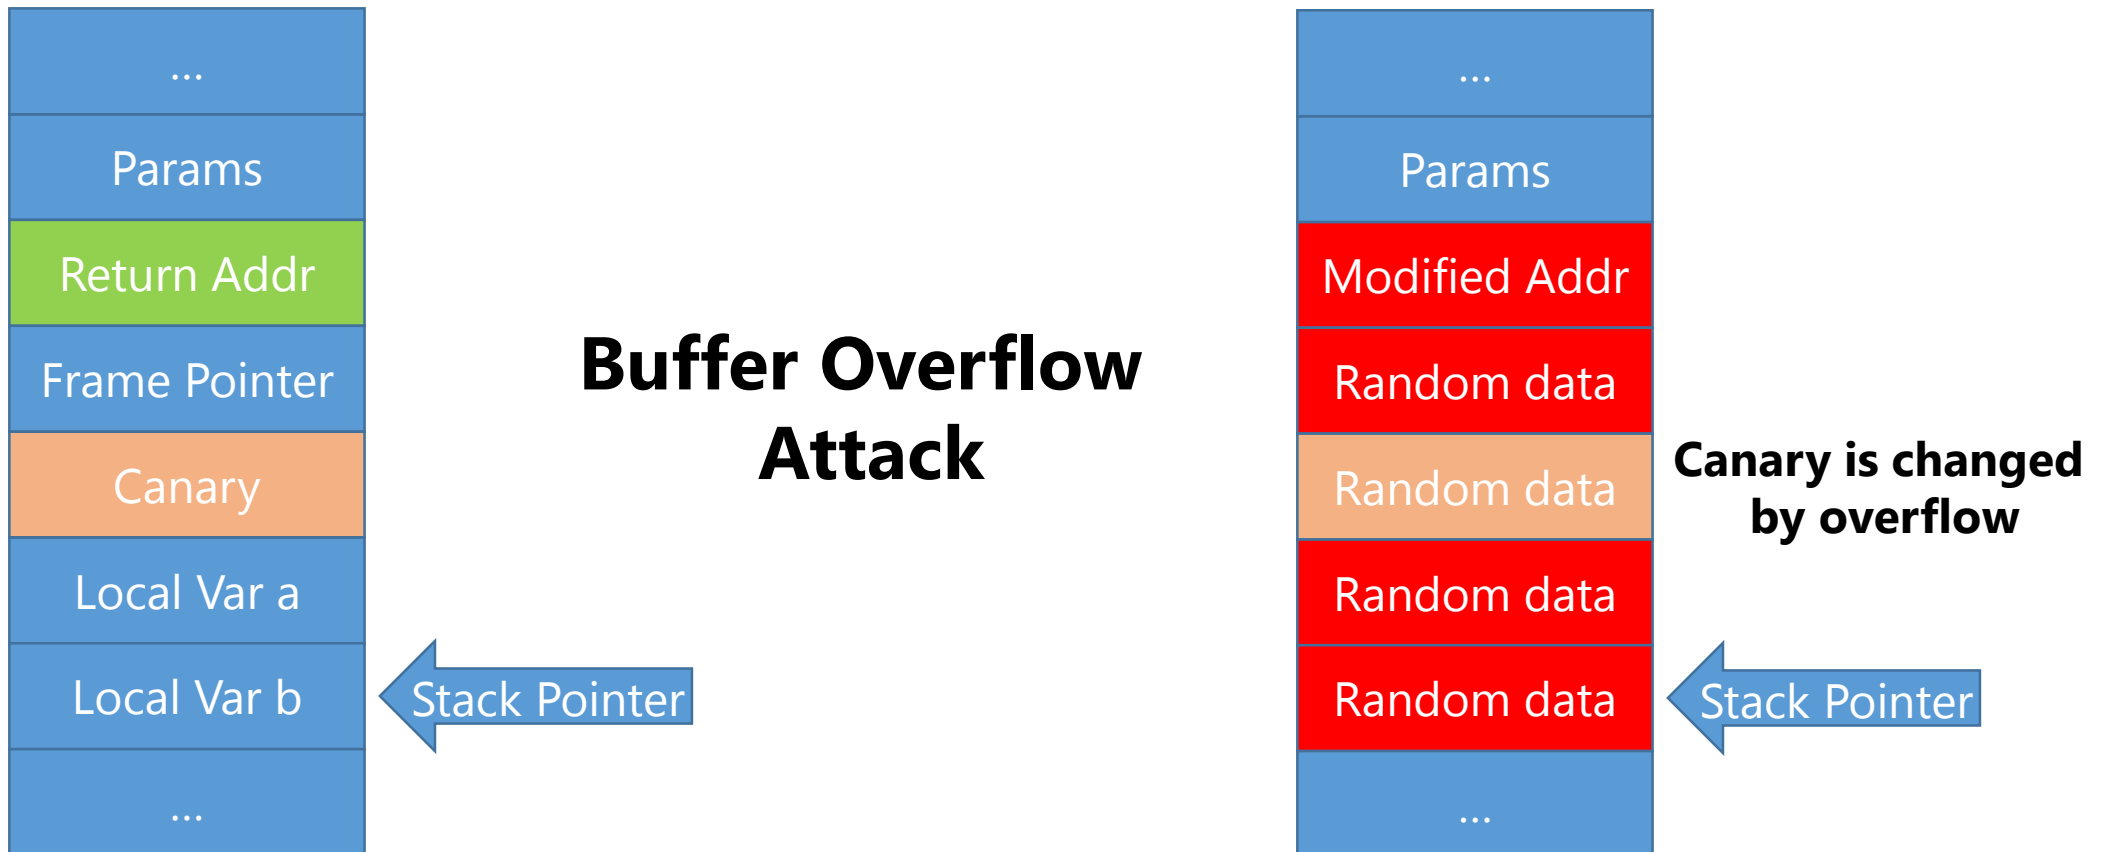 ...
Params
Return Addr
Frame Pointer
Canary
Local Var a
Local Var b
...
Stack Pointer
Buffer Overflow
Attack
...
Params
Modified Addr
Random data
Random data
Random data
Random data
...
Canary is changed
by overflow
Stack Pointer